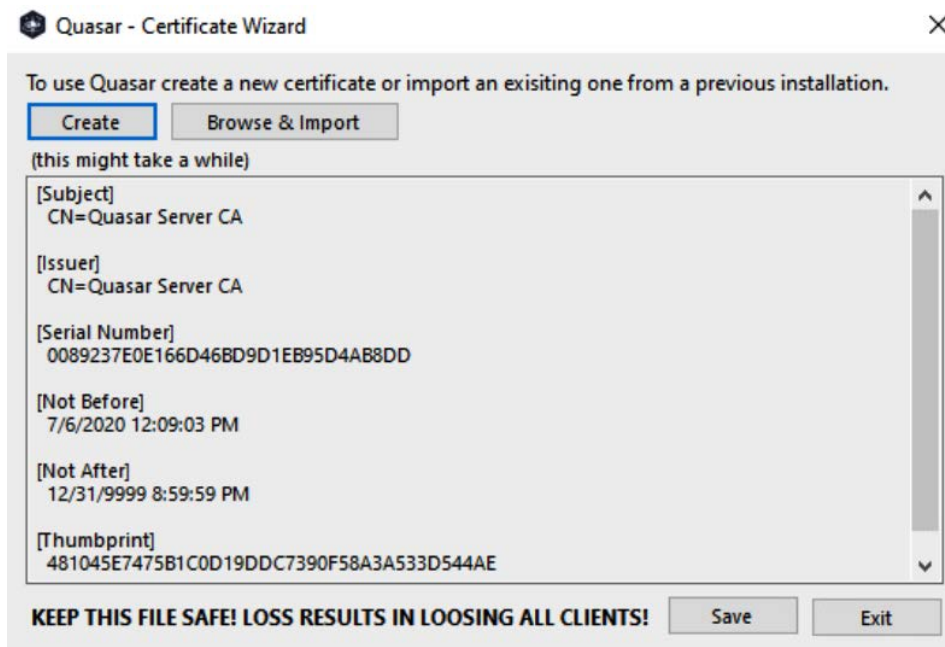 Quasar - Certificate Wizard
To use Quasar create a new certificate or import an exisiting one from a previous installation.
Create Browse & Import
(this might take a while)
[Subject]
CN=Quasar Server CA
[Issuer]
CN=Quasar Server CA
[Serial Number]
0089237E0E166D46BD9D1EB95D4AB8DD
[Not Before]
7/6/2020 12:09:03 PM
[Not After]
12/31/9999 8:59:59 PM
[Thumbprint]
481045E7475B1C0D19DDC7390F58A3A533D544AE
KEEP THIS FILE SAFE! LOSS RESULTS IN LOOSING ALL CLIENTS! Save Exit